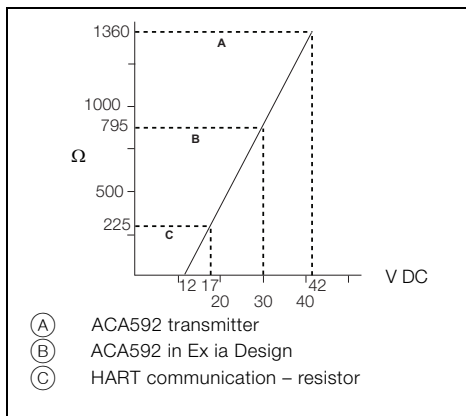 1360
A
1000
795
B
Ω
500
225
C
12 17 42
20 30 40
V DC
A ACA592 transmitter
B ACA592 in Ex ia Design
C HART communication – resistor